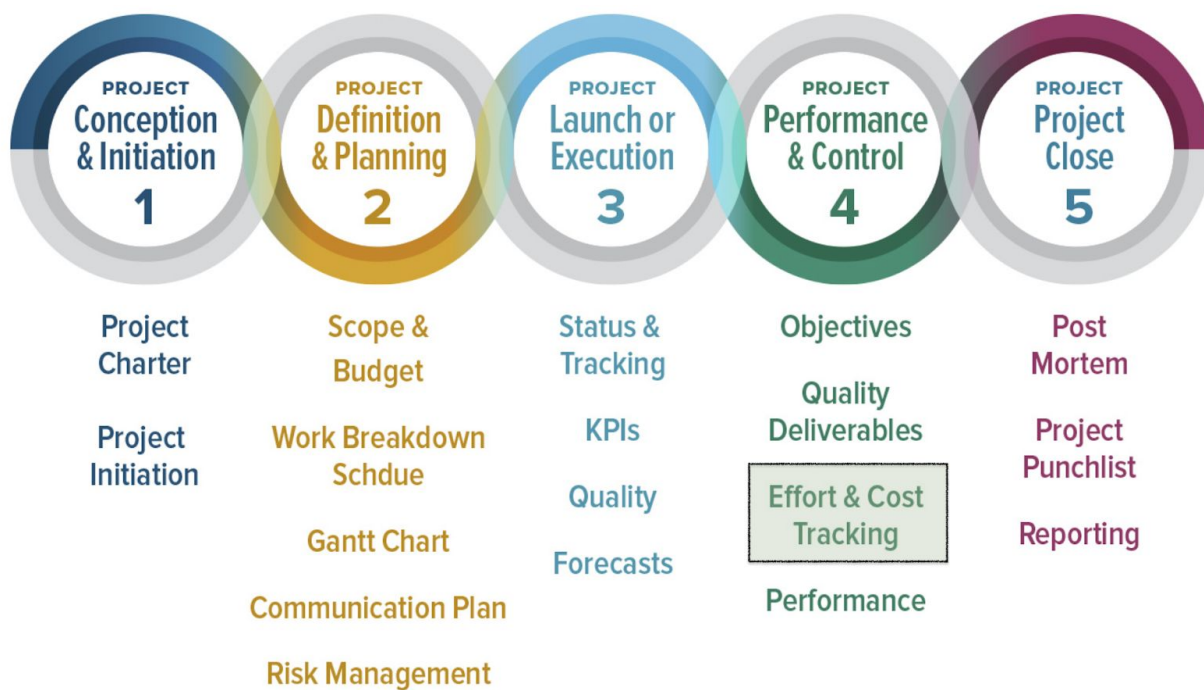 PROJECT
Conception
& Initiation
1
PROJECT
Definition
& Planning
2
PROJECT
Launch or
Execution
3
PROJECT
Performance
& Control
4
PROJECT
Project
Close
5
Project
Charter
Project
Initiation
Scope &
Budget
Work Breakdown
Schdue
Gantt Chart
Communication Plan
Risk Management
Status &
Tracking
KPIs
Quality
Forecasts
Objectives
Quality
Deliverables
Effort & Cost
Tracking
Performance
Post
Mortem
Project
Punchlist
Reporting